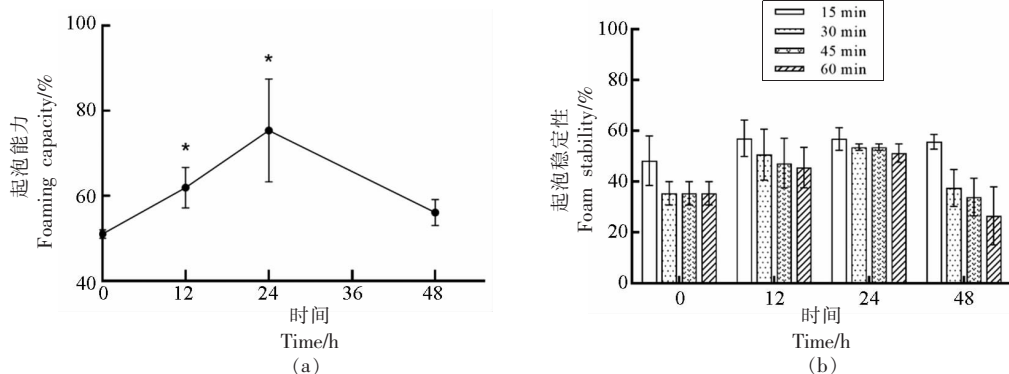 起泡能力
Foaming capacity/%
100
80
60
40
*
*
0 12 24 36 48
时间
Time/h
(a)
15 min
30 min
45 min
60 min
起泡稳定性
Foam stability/%
100
80
60
40
20
0
0 12 24 48
时间
Time/h
(b)